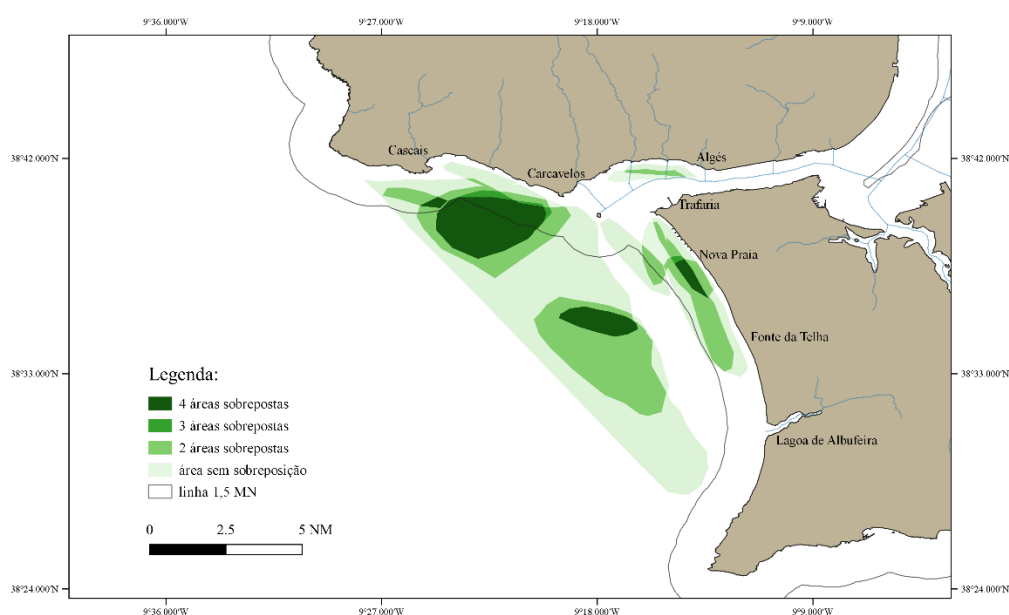 9°36.000'W 9°27.000'W 9°18.000'W 9°9.000'W
38°42.000'N 38°42.000'N
Cascais
Algés
Carcavelos
Trafaria
Nova Praia
Fonte da Telha
38°33.000'N 38°33.000'N
Legenda:
4 áreas sobrepostas
3 áreas sobrepostas
2 áreas sobrepostas
área sem sobreposição
linha 1,5 MN
Lagoa de Albufeira
0 2.5 5 NM
38°24.000'N 38°24.000'N
9°36.000'W 9°27.000'W 9°18.000'W 9°9.000'W